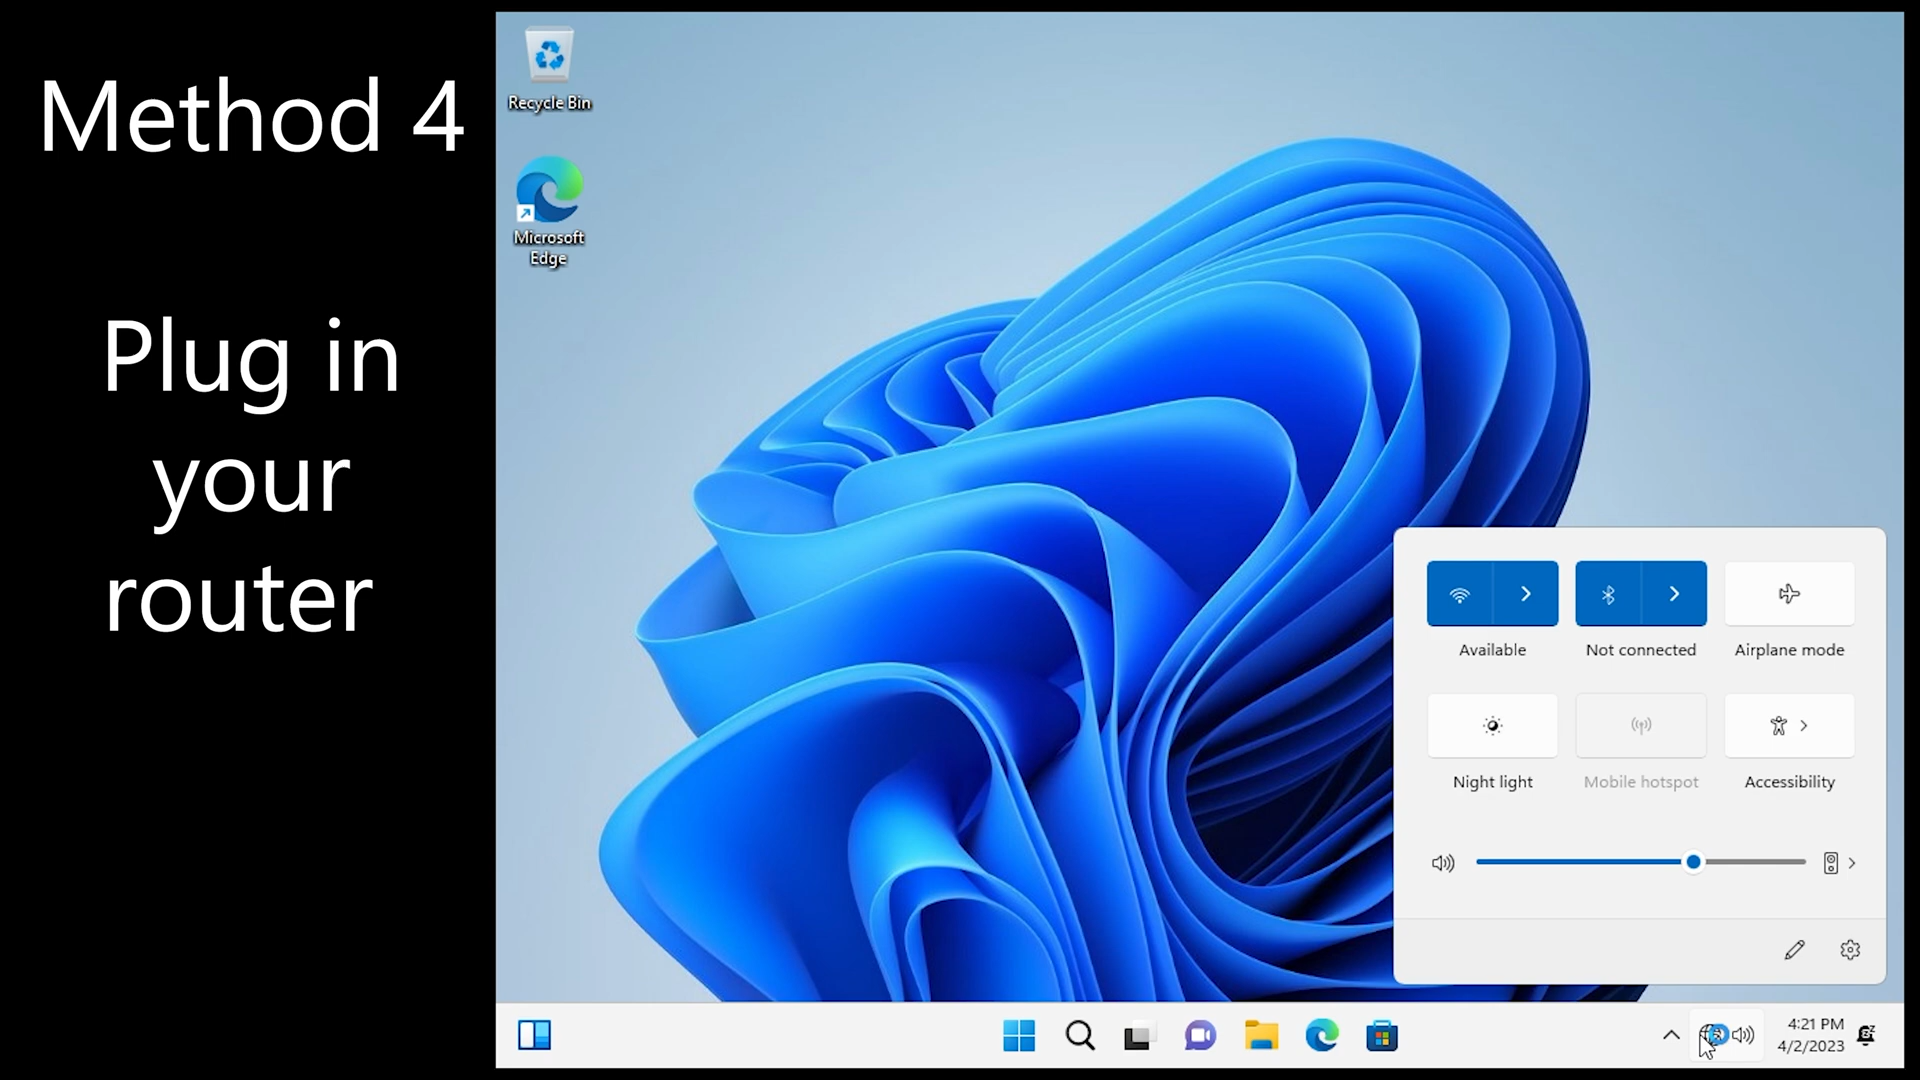 Method 4
Plug in
your
router
Recycle Bin
Microsoft
Edge
Available
Not connected
Airplane mode
Night light
Mobile hotspot
Accessibility
4:21 PM
4/2/2023